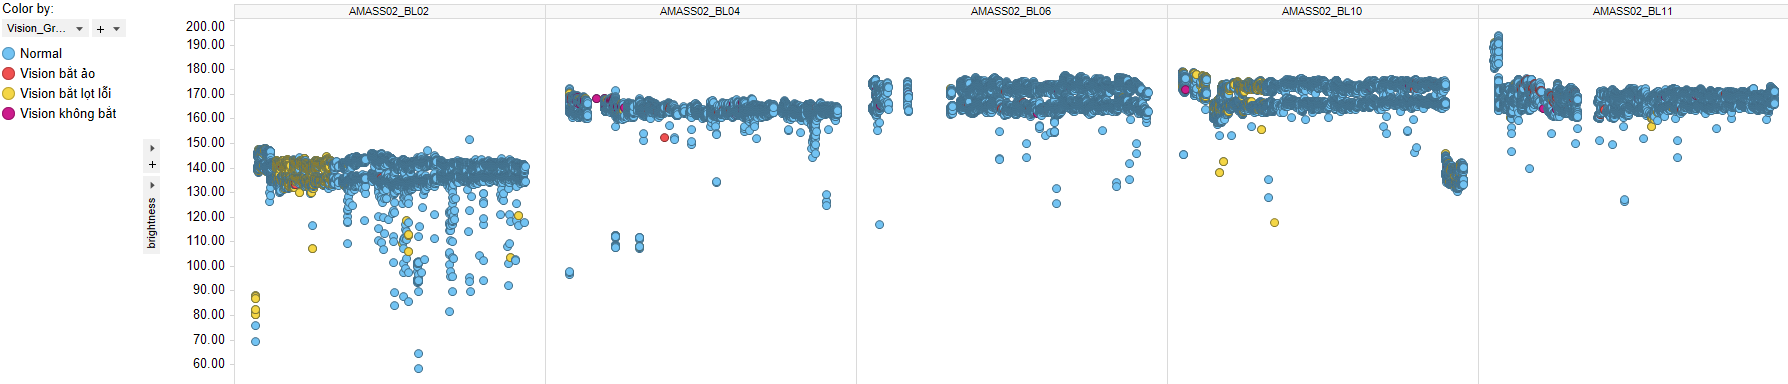 Color by:
Vision_Gr...
+
Normal
Vision bắt ảo
Vision bắt lọt lỗi
Vision không bắt
+
brightness
AMASS02_BL02
AMASS02_BL04
AMASS02_BL06
AMASS02_BL10
AMASS02_BL11
200.00
190.00
180.00
170.00
160.00
150.00
140.00
130.00
120.00
110.00
100.00
90.00
80.00
70.00
60.00